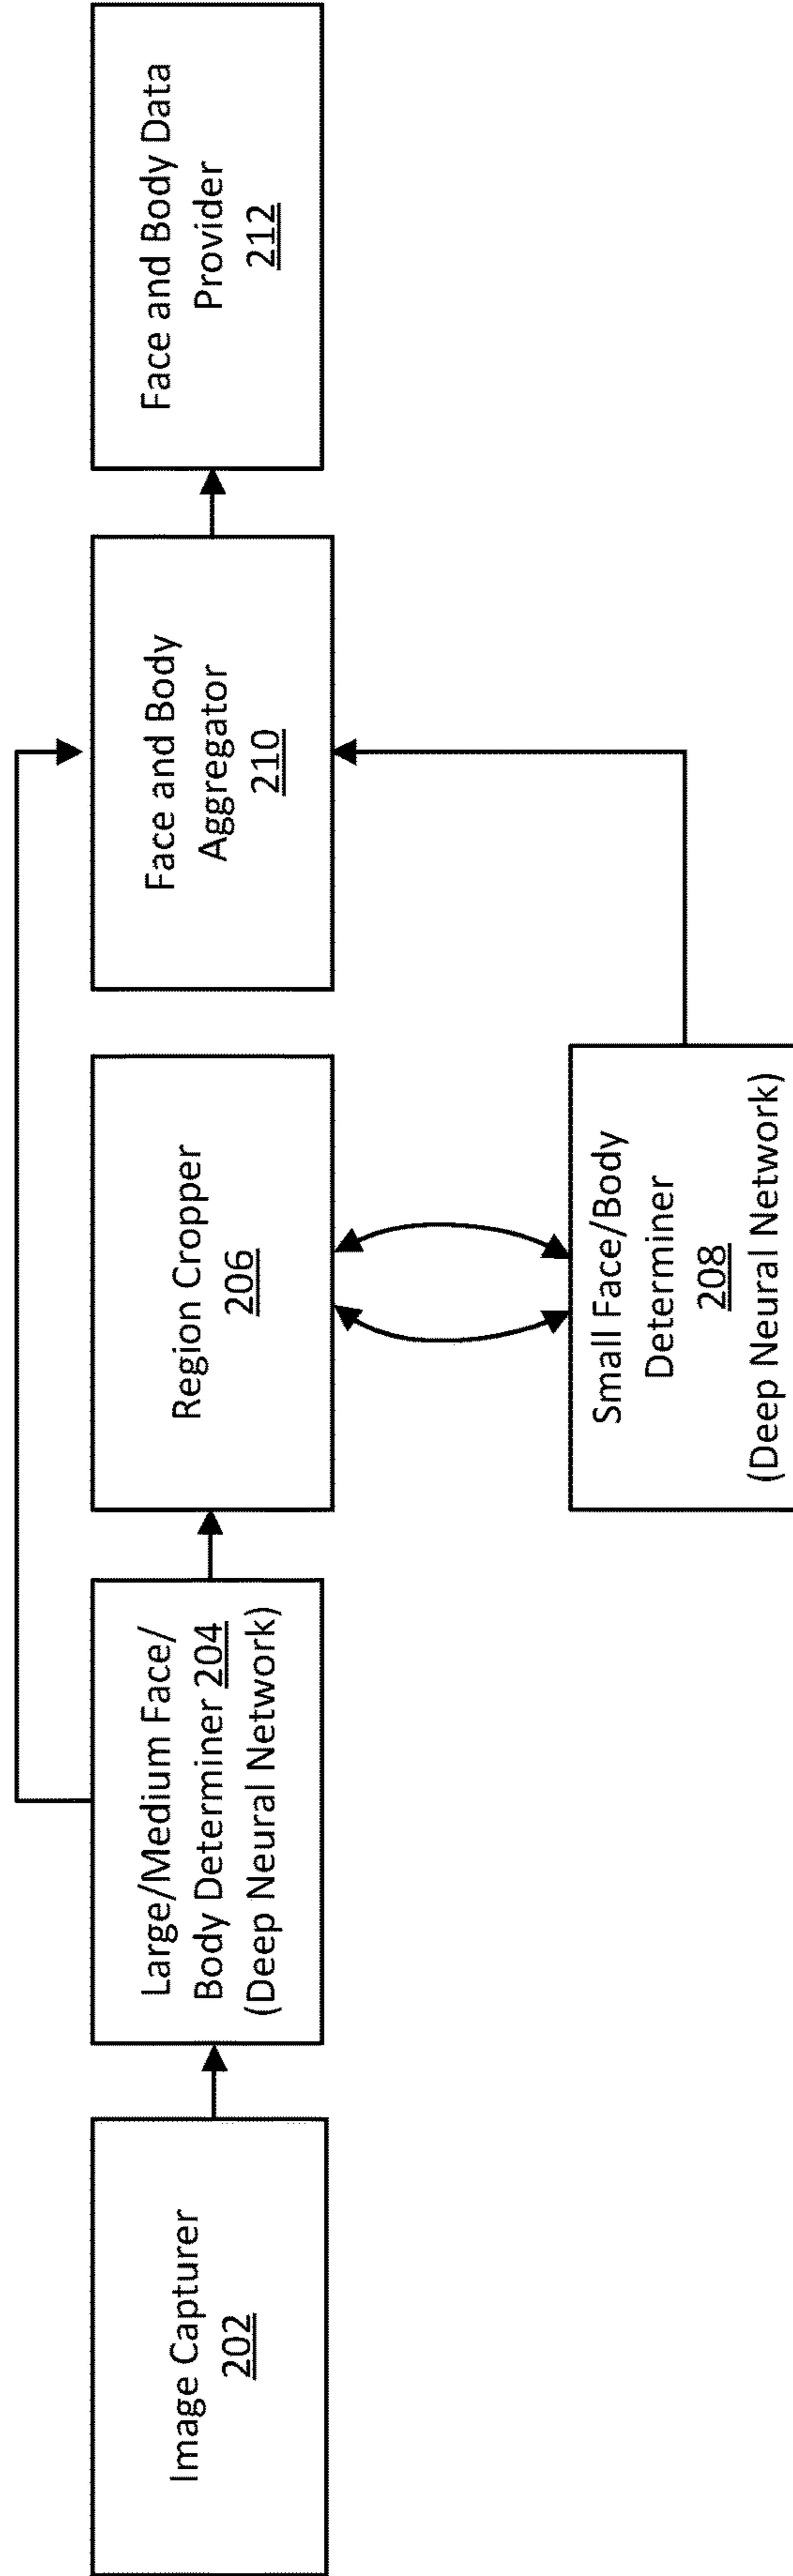 Image Capturer
202
Large/Medium Face/
Body Determiner 204
(Deep Neural Network)
Region Cropper
206
Small Face/Body
Determiner
208
(Deep Neural Network)
Face and Body
Aggregator
210
Face and Body Data
Provider
212